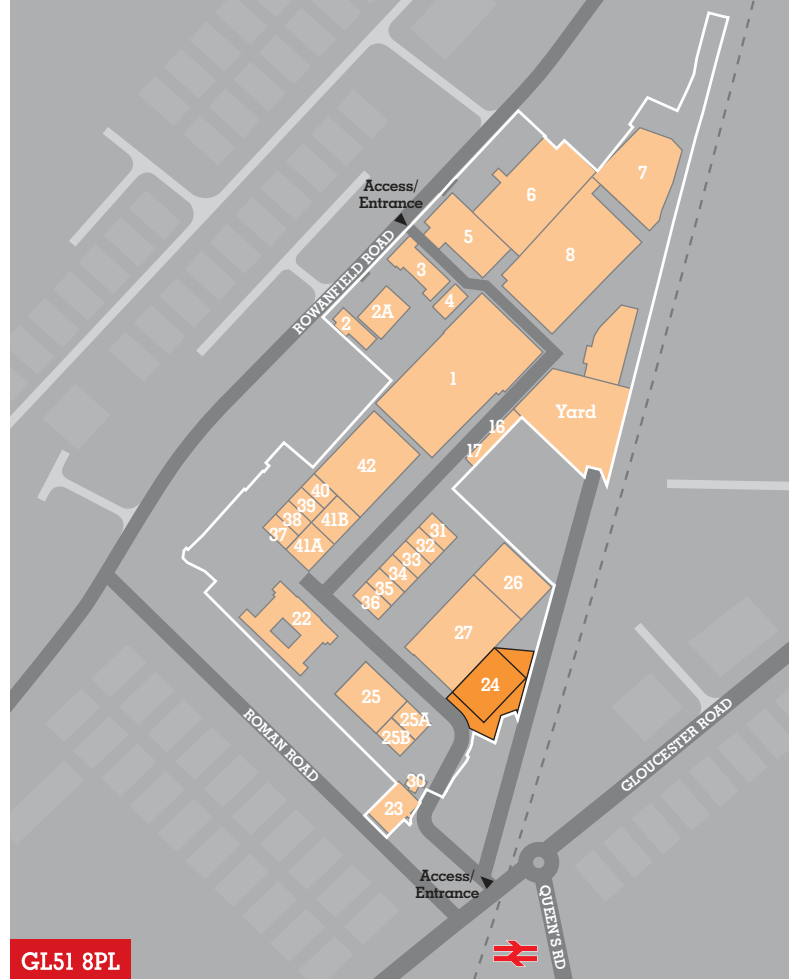 7
6
Access/
Entrance
5
8
ROWANFIELD ROAD
3
4
2A
2
1
Yard
16
17
42
40
39
38
37
41B
41A
31
32
33
34
35
36
26
22
27
24
25
25A
25B
ROMAN ROAD
GLOUCESTER ROAD
30
23
Access/
Entrance
QUEEN'S RD
GL51 8PL